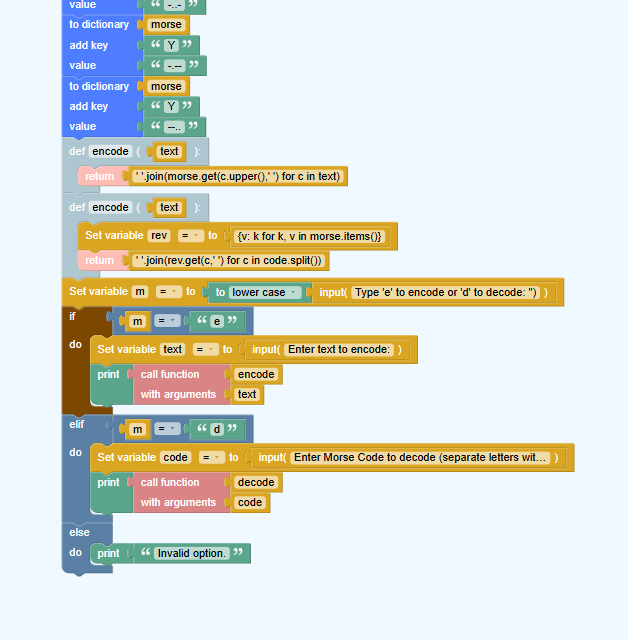 value “ -..- ”
to dictionary morse
add key “ Y ”
value “ -.-- ”
to dictionary morse
add key “ Y ”
value “ --.. ”
def encode ( text ):
return ' '.join(morse.get(c.upper(),' ') for c in text)
def encode ( text ):
Set variable rev = to {v: k for k, v in morse.items()}
return ' '.join(rev.get(c,' ') for c in code.split())
Set variable m = to to lower case input( Type 'e' to encode or 'd' to decode: ") )
if m = “ e ”
do Set variable text = to input( Enter text to encode: )
print call function encode
with arguments text
elif m = “ d ”
do Set variable code = to input( Enter Morse Code to decode (separate letters wit... )
print call function decode
with arguments code
else
do print “ Invalid option. ”